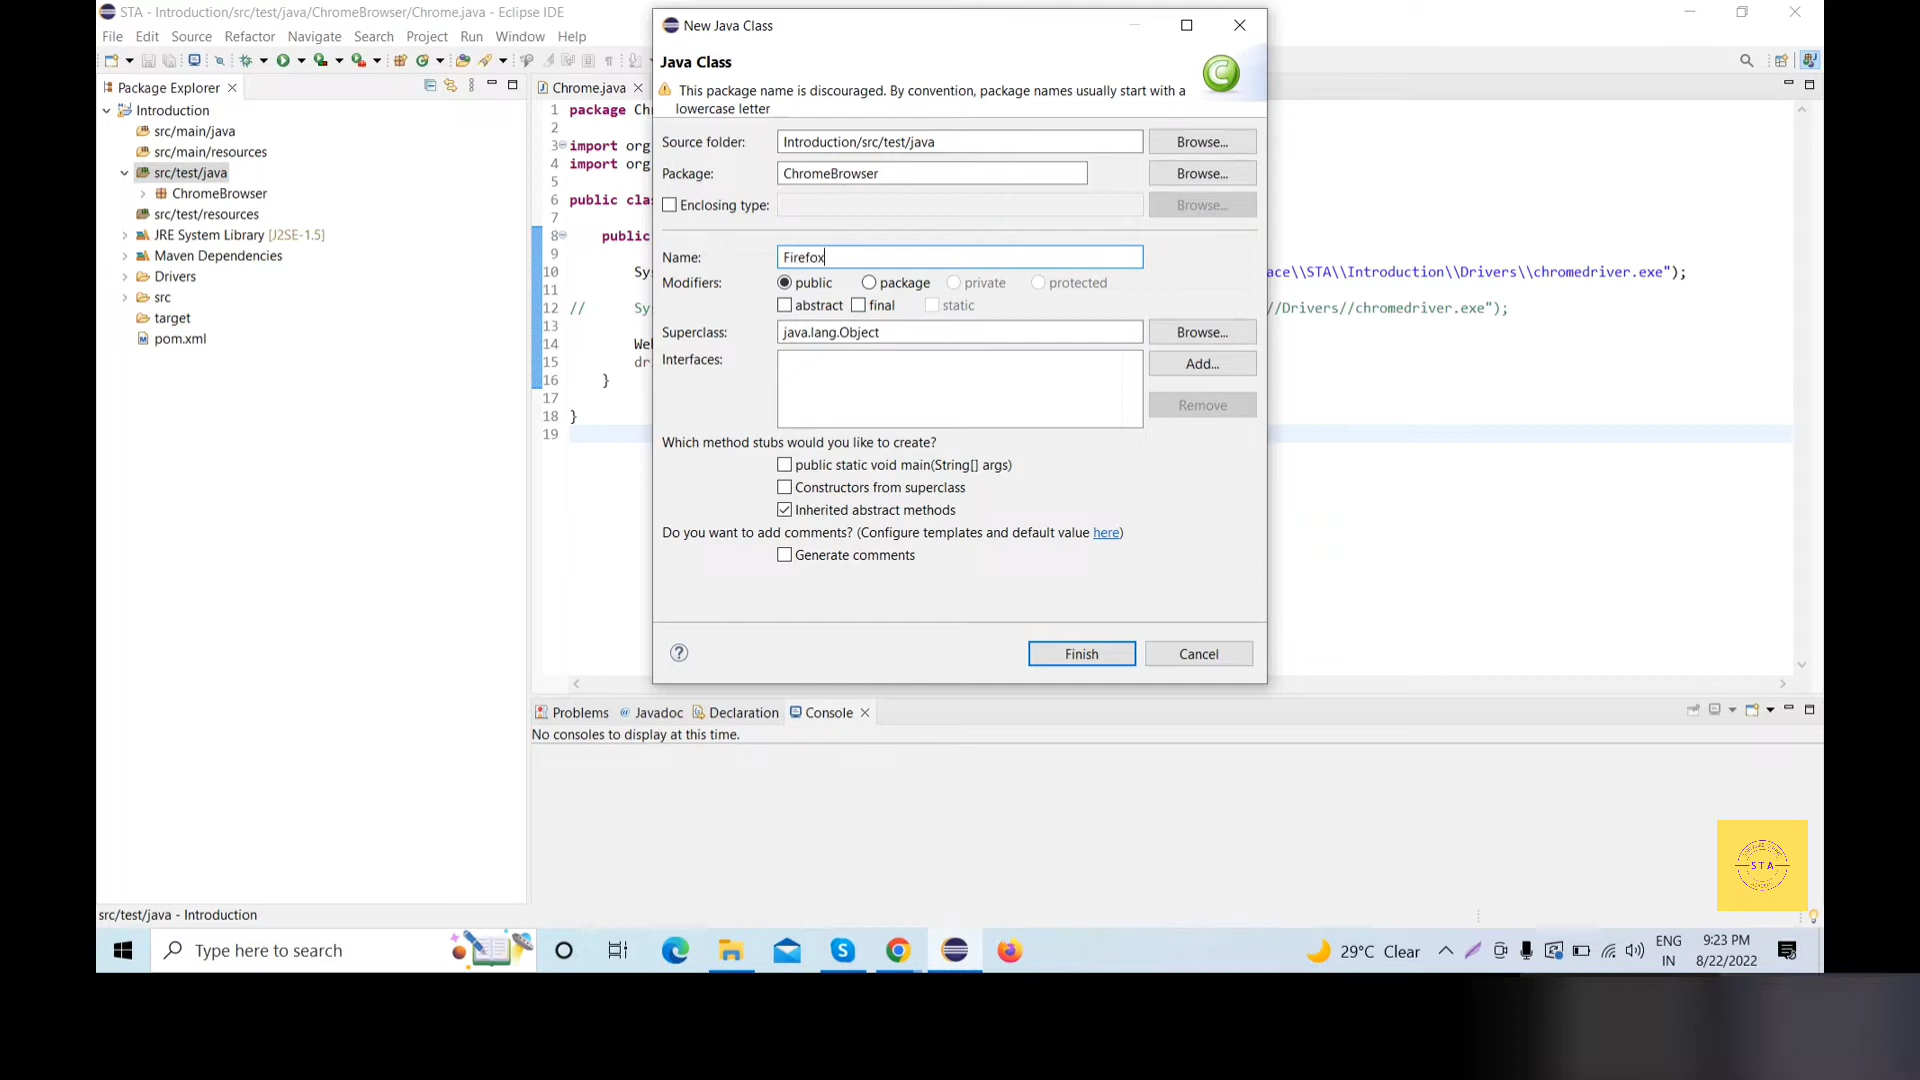 STA - Introduction/src/test/java/ChromeBrowser/Chrome.java - Eclipse IDE
File Edit Source Refactor Navigate Search Project Run Window Help
Package Explorer
Introduction
src/main/java
src/main/resources
src/test/java
ChromeBrowser
src/test/resources
JRE System Library [J2SE-1.5]
Maven Dependencies
Drivers
src
target
pom.xml
Chrome.java
1 package Ch
2
3 import org
4 import org
5
6 public clas
7
8 public
9
10 Sys ace\\STA\\Introduction\\Drivers\\chromedriver.exe");
11
12 // Sy //Drivers//chromedriver.exe");
13
14 We
15 dr
16 }
17
18 }
19
New Java Class
Java Class
This package name is discouraged. By convention, package names usually start with a
lowercase letter
Source folder: Introduction/src/test/java Browse...
Package: ChromeBrowser Browse...
Enclosing type: Browse...
Name: Firefox
Modifiers: public package private protected
abstract final static
Superclass: java.lang.Object Browse...
Interfaces: Add...
Remove
Which method stubs would you like to create?
public static void main(String[] args)
Constructors from superclass
Inherited abstract methods
Do you want to add comments? (Configure templates and default value here)
Generate comments
Finish Cancel
Problems Javadoc Declaration Console
No consoles to display at this time.
STA
src/test/java - Introduction
Type here to search
29°C Clear
ENG
IN
9:23 PM
8/22/2022